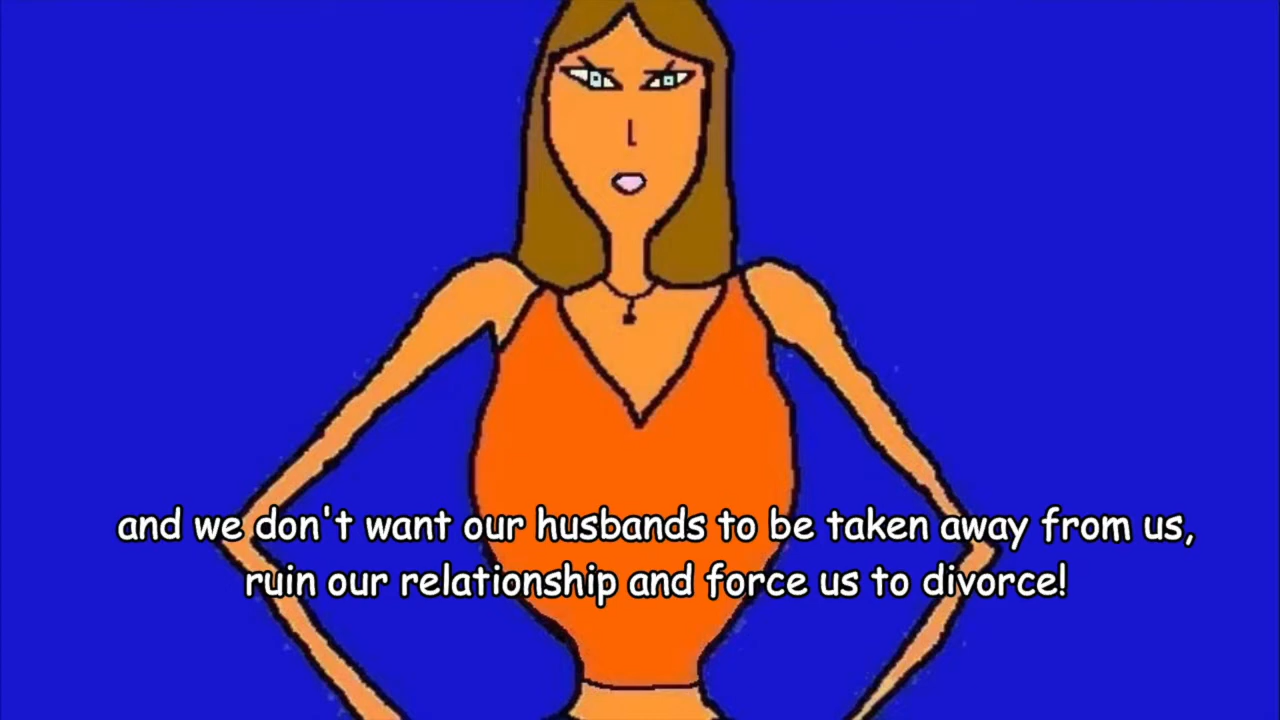 and we don't want our husbands to be taken away from us,
ruin our relationship and force us to divorce!